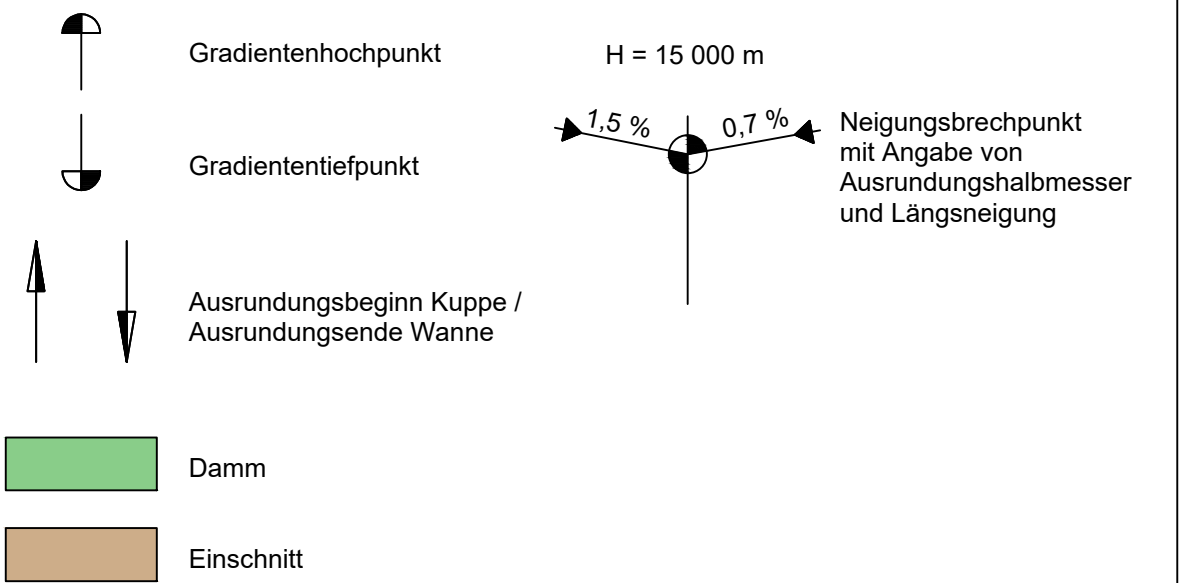 Gradientenhochpunkt
Gradiententiefpunkt
Ausrundungsbeginn Kuppe /
Ausrundungsende Wanne
Damm
Einschnitt
H = 15 000 m
1,5 %
0,7 %
Neigungsbrechpunkt
mit Angabe von
Ausrundungshalbmesser
und Längsneigung